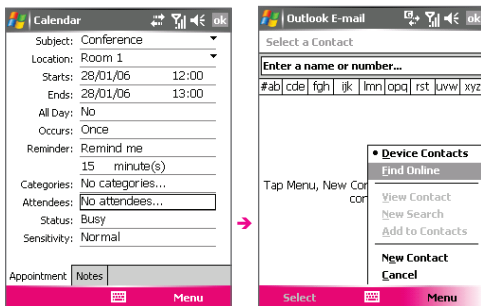 Calendar ok
Subject: Conference
Location: Room 1
Starts: 28/01/06 12:00
Ends: 28/01/06 13:00
All Day: No
Occurs: Once
Reminder: Remind me
15 minute(s)
Categories: No categories...
Attendees: No attendees...
Status: Busy
Sensitivity: Normal
Appointment Notes
Menu
Outlook E-mail ok
Select a Contact
Enter a name or number...
#ab cde fgh ijk lmn opq rst uvw xyz
Device Contacts
Find Online
Tap Menu, New Con
con
View Contact
New Search
Add to Contacts
New Contact
Cancel
Select Menu